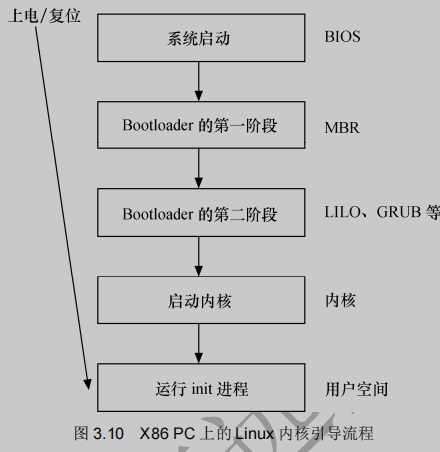 上电/复位
系统启动 BIOS
Bootloader 的第一阶段 MBR
Bootloader 的第二阶段 LILO、GRUB 等
启动内核 内核
运行 init 进程 用户空间
图 3.10 X86 PC 上的 Linux 内核引导流程